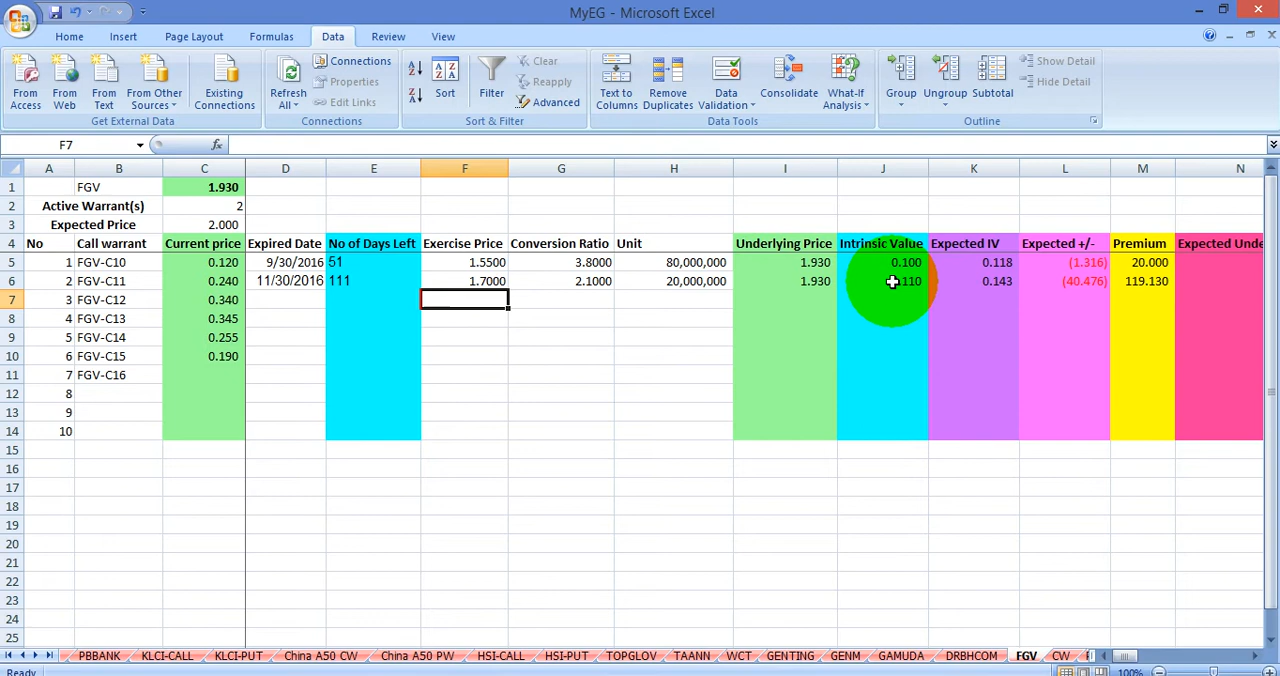 MyEG - Microsoft Excel
Home Insert Page Layout Formulas Data Review View
From Access
From Web
From Text
From Other Sources
Existing Connections
Refresh All
Connections
Properties
Edit Links
Sort
Filter
Clear
Reapply
Advanced
Text to Columns
Remove Duplicates
Data Validation
Consolidate
What-If Analysis
Group
Ungroup
Subtotal
Show Detail
Hide Detail
Get External Data Connections Sort & Filter Data Tools Outline
F7 fx
A B C D E F G H I J K L M N
1 FGV 1.930
2 Active Warrant(s) 2
3 Expected Price 2.000
4 No Call warrant Current price Expired Date No of Days Left Exercise Price Conversion Ratio Unit Underlying Price Intrinsic Value Expected IV Expected +/- Premium Expected Unde
5 1 FGV-C10 0.120 9/30/2016 51 1.5500 3.8000 80,000,000 1.930 0.100 0.118 (1.316) 20.000
6 2 FGV-C11 0.240 11/30/2016 111 1.7000 2.1000 20,000,000 1.930 110 0.143 (40.476) 119.130
7 3 FGV-C12 0.340
8 4 FGV-C13 0.345
9 5 FGV-C14 0.255
10 6 FGV-C15 0.190
11 7 FGV-C16
12 8
13 9
14 10
15
16
17
18
19
20
21
22
23
24
25
PBBANK KLCI-CALL KLCI-PUT China A50 CW China A50 PW HSI-CALL HSI-PUT TOPGLOV TAANN WCT GENTING GENM GAMUDA DRBHCOM FGV CW
Ready 100%